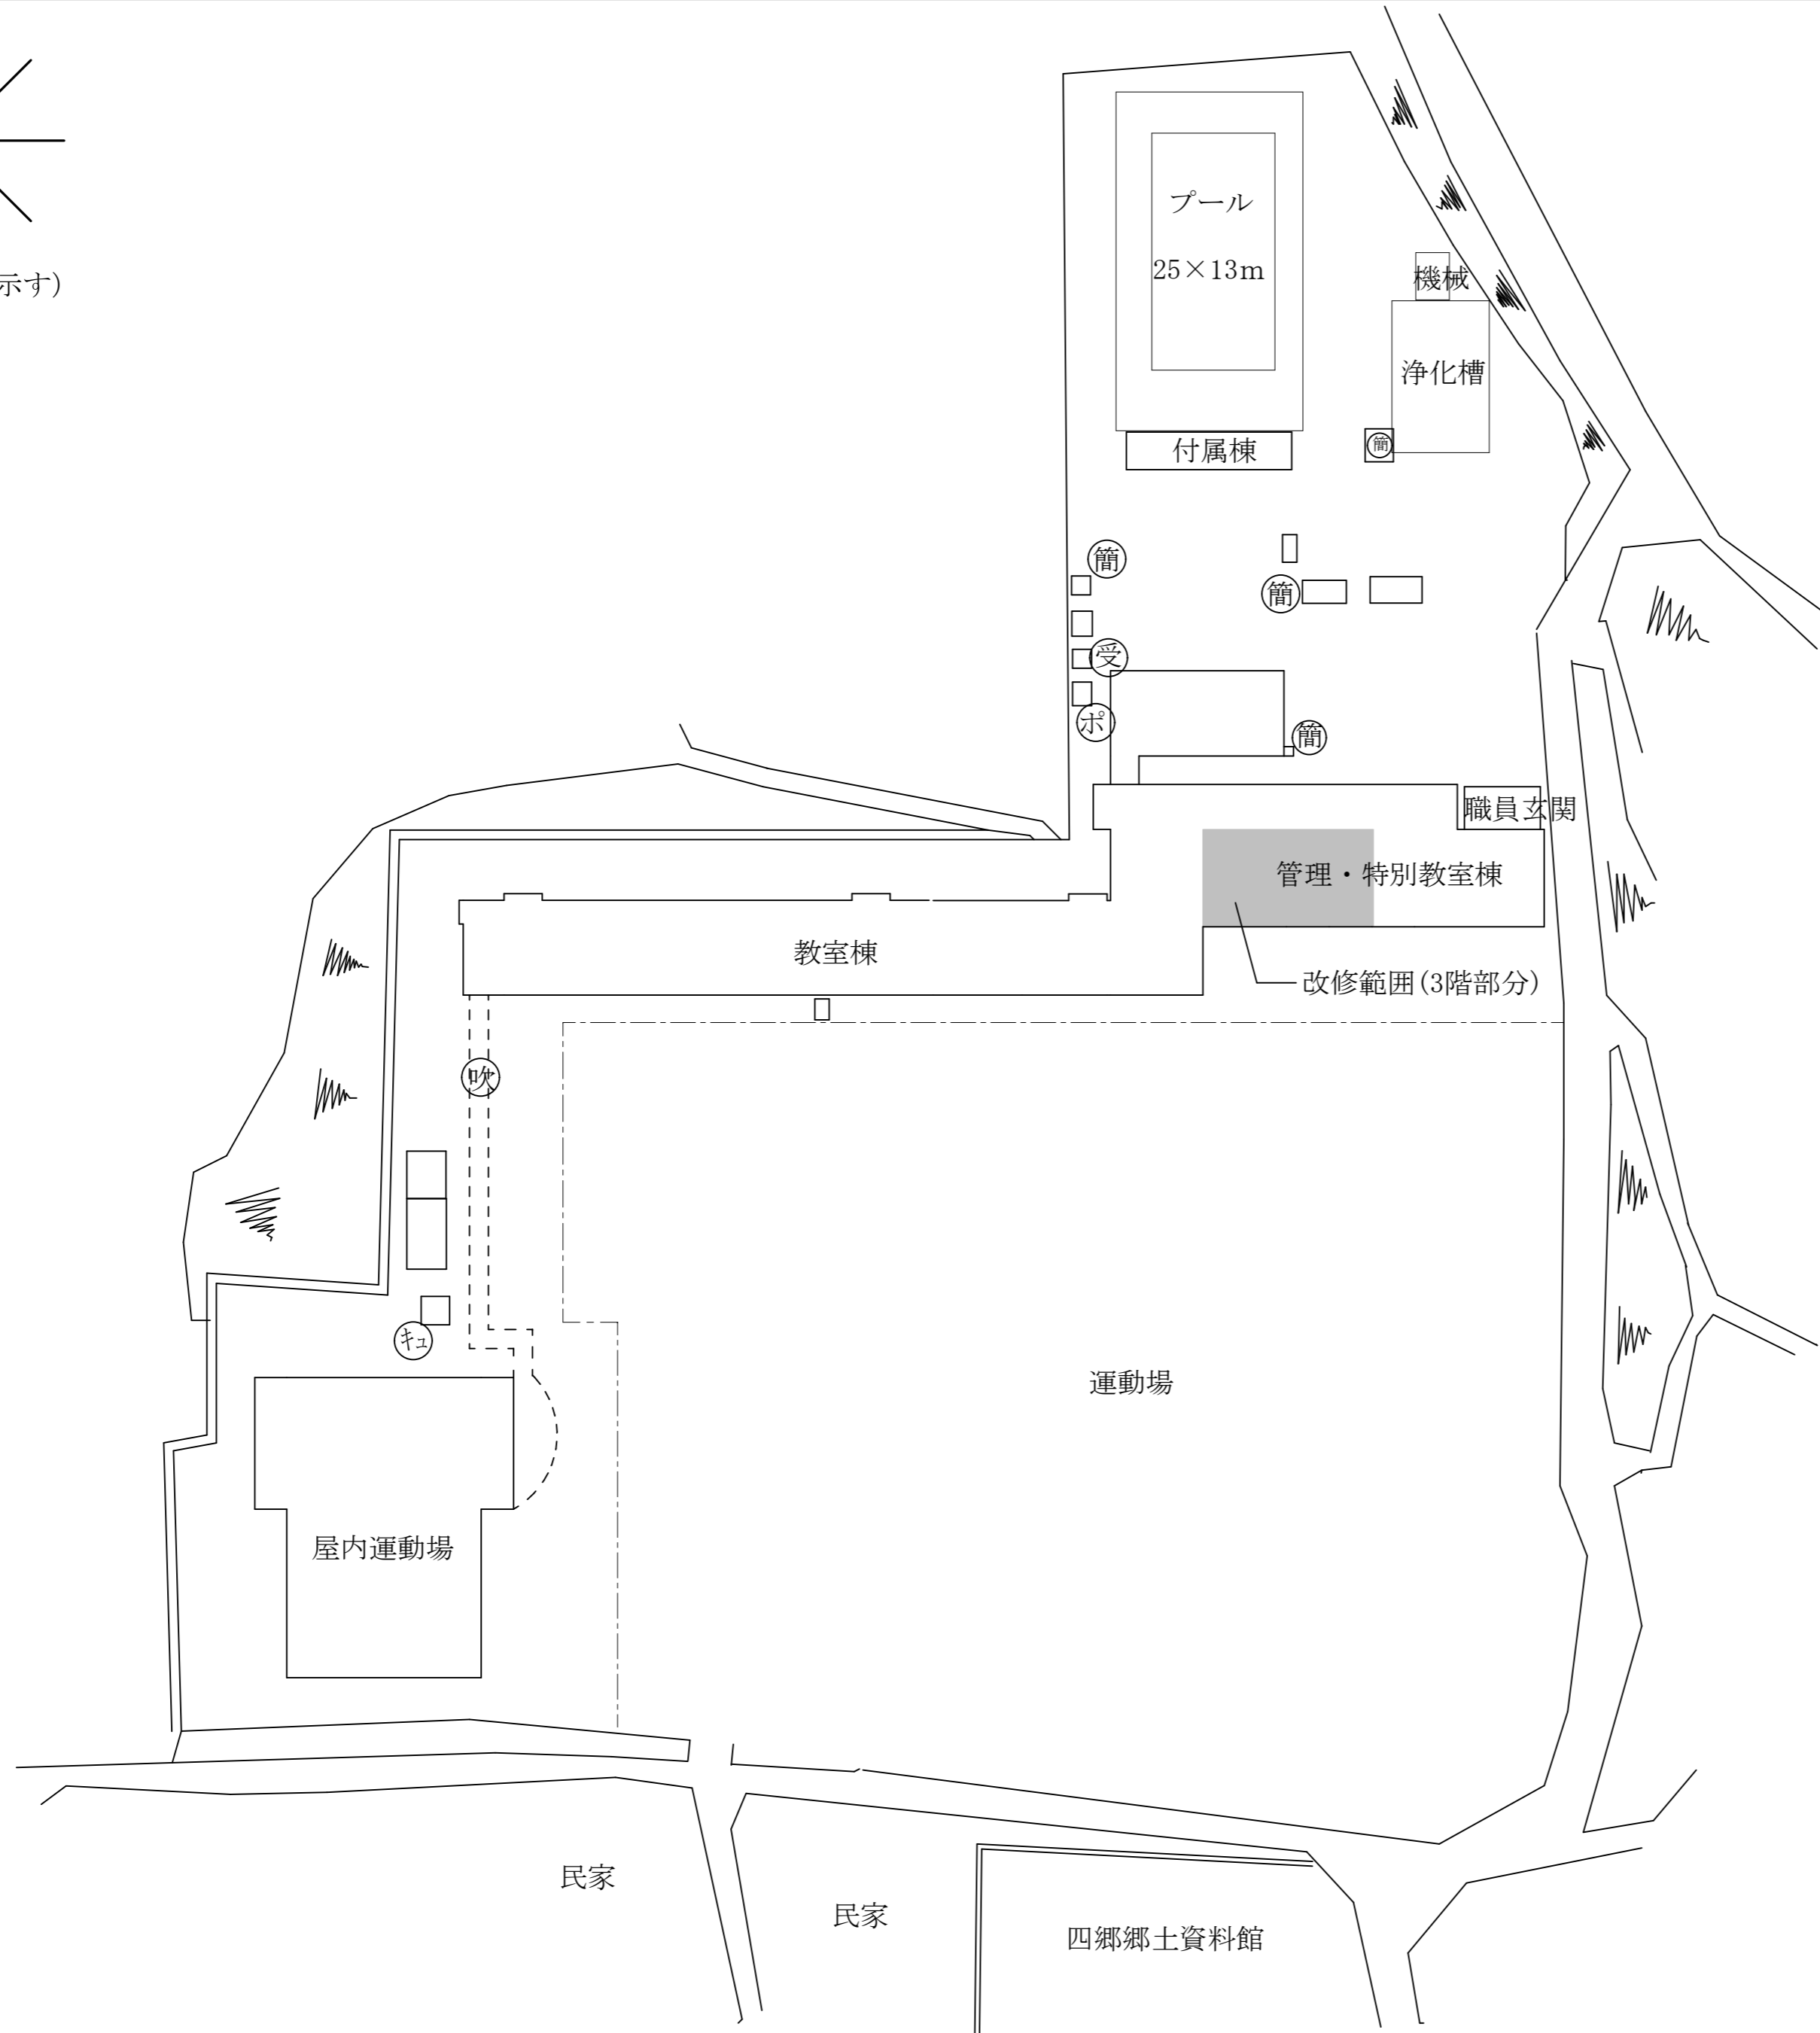 示す)
プール
25×13m
機械
浄化槽
簡
付属棟
簡
簡
受
ポ
簡
職員玄関
管理・特別教室棟
教室棟
改修範囲(3階部分)
吹
キュ
運動場
屋内運動場
民家
民家
四郷郷土資料館